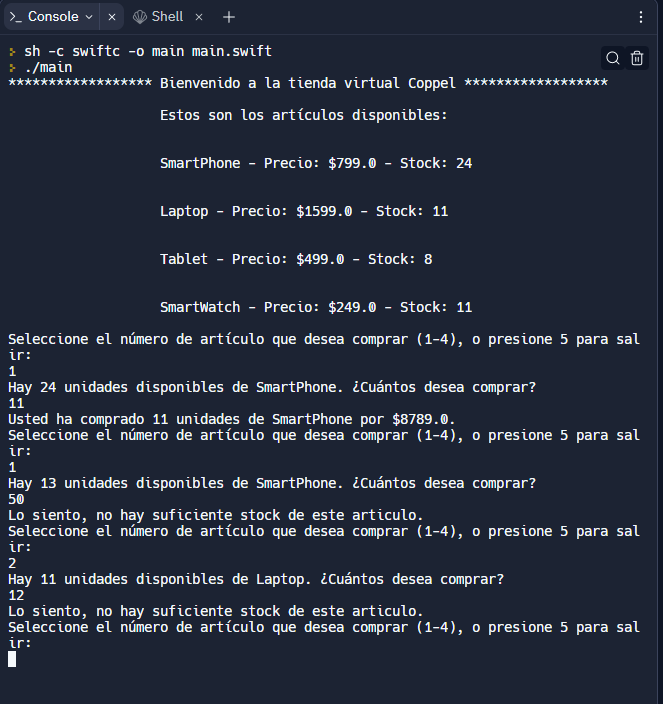 Console
Shell
sh -c swiftc -o main main.swift
./main
****************** Bienvenido a la tienda virtual Coppel ******************
Estos son los artículos disponibles:
SmartPhone - Precio: $799.0 - Stock: 24
Laptop - Precio: $1599.0 - Stock: 11
Tablet - Precio: $499.0 - Stock: 8
SmartWatch - Precio: $249.0 - Stock: 11
Seleccione el número de artículo que desea comprar (1-4), o presione 5 para sal
ir:
1
Hay 24 unidades disponibles de SmartPhone. ¿Cuántos desea comprar?
11
Usted ha comprado 11 unidades de SmartPhone por $8789.0.
Seleccione el número de artículo que desea comprar (1-4), o presione 5 para sal
ir:
1
Hay 13 unidades disponibles de SmartPhone. ¿Cuántos desea comprar?
50
Lo siento, no hay suficiente stock de este articulo.
Seleccione el número de artículo que desea comprar (1-4), o presione 5 para sal
ir:
2
Hay 11 unidades disponibles de Laptop. ¿Cuántos desea comprar?
12
Lo siento, no hay suficiente stock de este articulo.
Seleccione el número de artículo que desea comprar (1-4), o presione 5 para sal
ir: